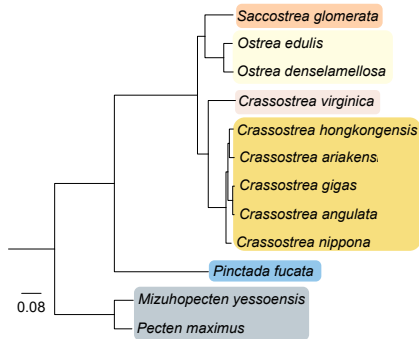 Saccostrea glomerata
Ostrea edulis
Ostrea denselamellosa
Crassostrea virginica
Crassostrea hongkongensis
Crassostrea ariakensi
Crassostrea gigas
Crassostrea angulata
Crassostrea nippona
Pinctada fucata
0.08
Mizuhopecten yessoensis
Pecten maximus